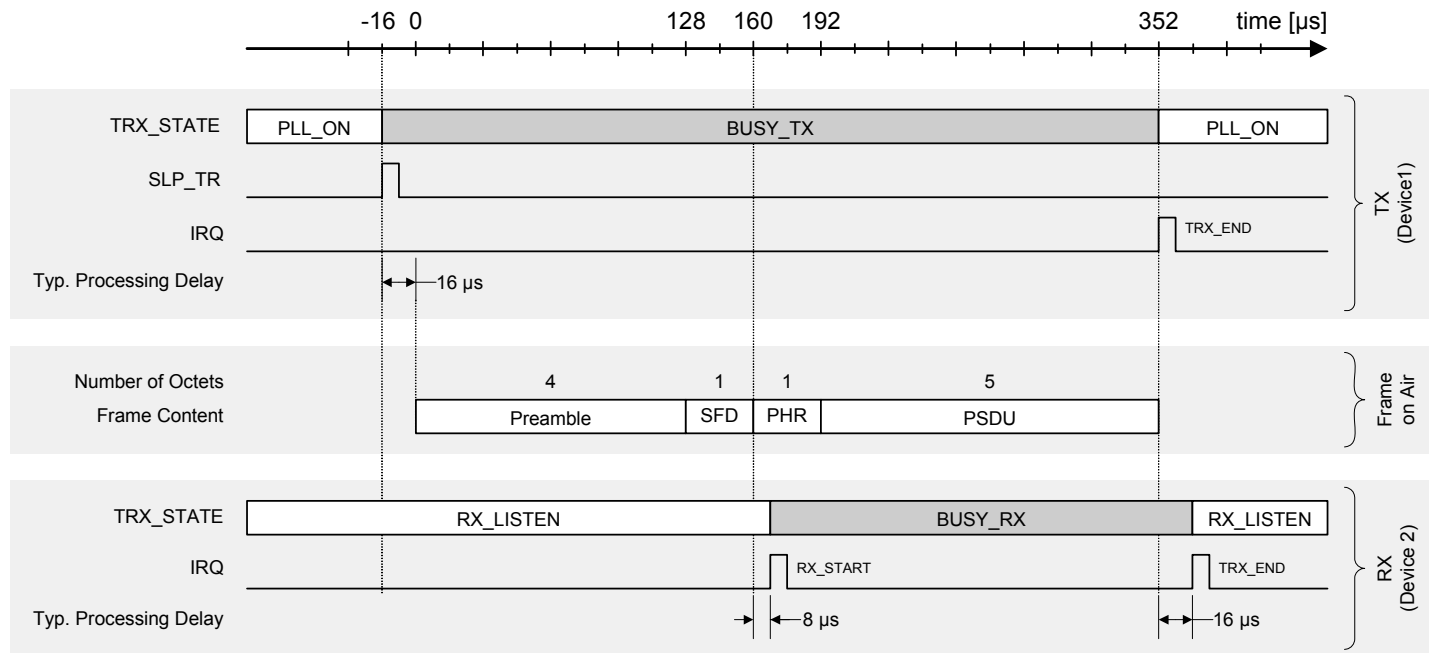 -16 0 128 160 192 352 time [µs]
TRX_STATE PLL_ON BUSY_TX PLL_ON
SLP_TR
IRQ TRX_END
Typ. Processing Delay 16 µs
TX
(Device1)
Number of Octets 4 1 1 5
Frame Content Preamble SFD PHR PSDU
Frame
on Air
TRX_STATE RX_LISTEN BUSY_RX RX_LISTEN
IRQ RX_START TRX_END
Typ. Processing Delay 8 µs 16 µs
RX
(Device 2)